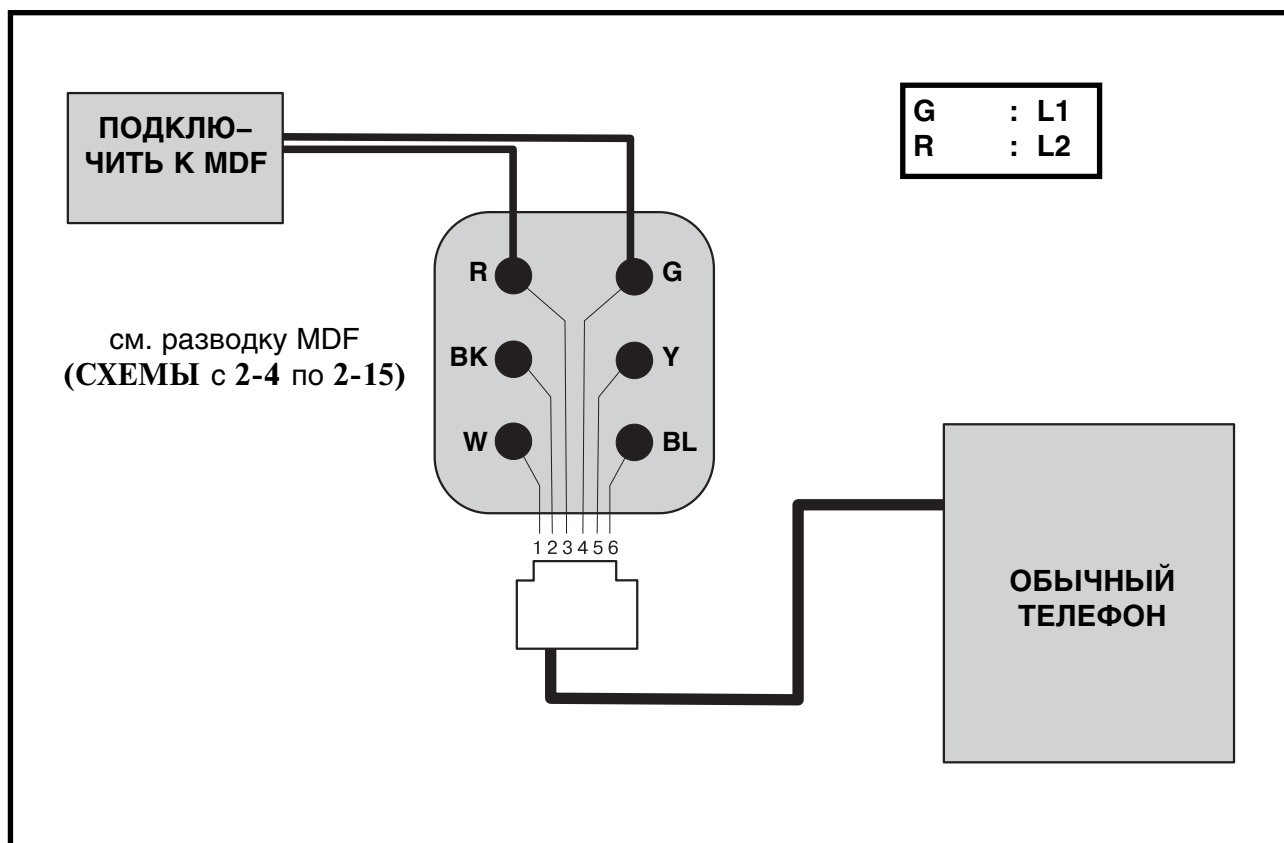 ПОДКЛЮ–
ЧИТЬ К MDF
G : L1
R : L2
R G
см. разводку MDF
(СХЕМЫ с 2-4 по 2-15)
BK Y
W BL
1 2 3 4 5 6
ОБЫЧНЫЙ
ТЕЛЕФОН